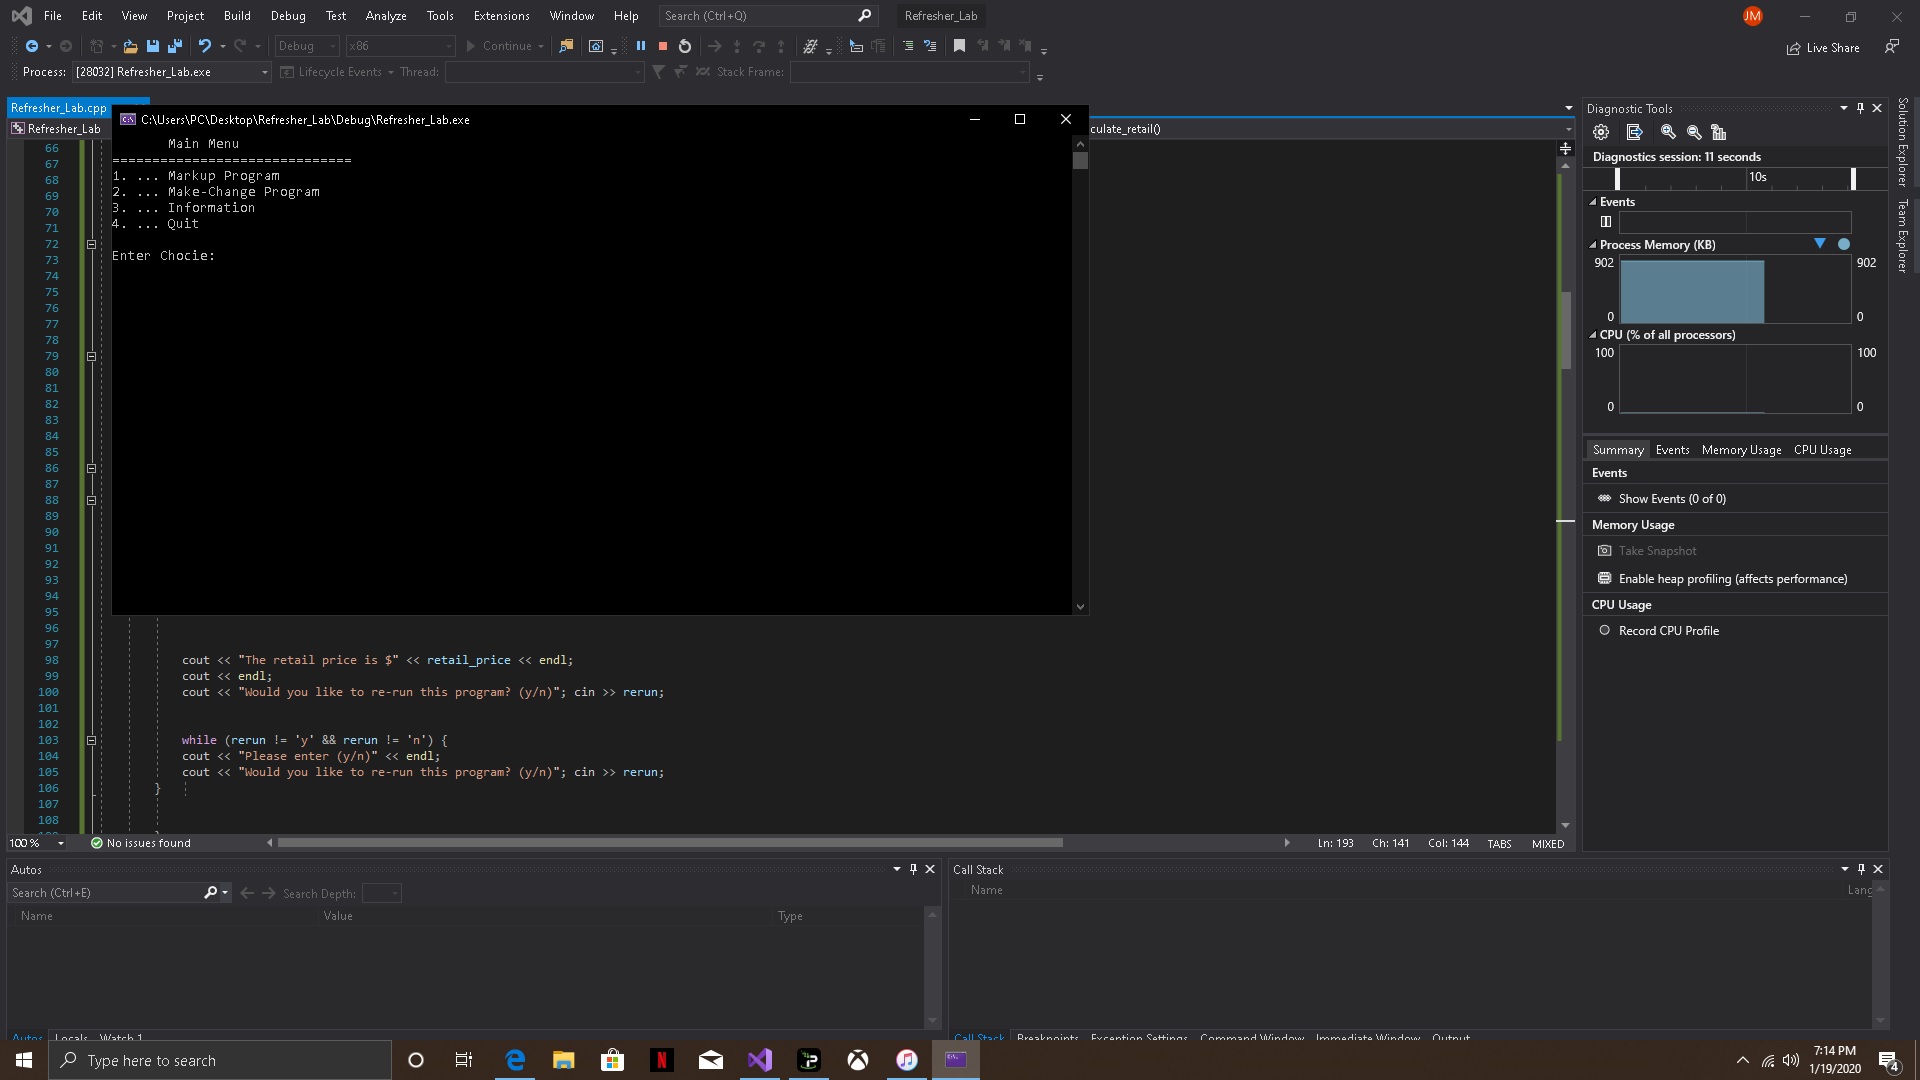 File Edit View Project Build Debug Test Analyze Tools Extensions Window Help Search (Ctrl+Q) Refresher_Lab JM
Debug x86 Continue Live Share
Process: [28032] Refresher_Lab.exe Lifecycle Events Thread: Stack Frame:
Refresher_Lab.cpp
Refresher_Lab
C:\Users\PC\Desktop\Refresher_Lab\Debug\Refresher_Lab.exe
culate_retail()
Main Menu
==============================
1. ... Markup Program
2. ... Make-Change Program
3. ... Information
4. ... Quit
Enter Chocie:
66
67
68
69
70
71
72
73
74
75
76
77
78
79
80
81
82
83
84
85
86
87
88
89
90
91
92
93
94
95
96
97
98 cout << "The retail price is $" << retail_price << endl;
99 cout << endl;
100 cout << "Would you like to re-run this program? (y/n)"; cin >> rerun;
101
102
103 while (rerun != 'y' && rerun != 'n') {
104 cout << "Please enter (y/n)" << endl;
105 cout << "Would you like to re-run this program? (y/n)"; cin >> rerun;
106 }
107
108
100 % No issues found Ln: 193 Ch: 141 Col: 144 TABS MIXED
Diagnostic Tools
Diagnostics session: 11 seconds
10s
Events
Process Memory (KB)
902 902
0 0
CPU (% of all processors)
100 100
0 0
Summary Events Memory Usage CPU Usage
Events
Show Events (0 of 0)
Memory Usage
Take Snapshot
Enable heap profiling (affects performance)
CPU Usage
Record CPU Profile
Solution Explorer
Team Explorer
Autos
Search (Ctrl+E) Search Depth:
Name Value Type
Autos Locals Watch 1
Call Stack
Name Lang
Call Stack Breakpoints Exception Settings Command Window Immediate Window Output
Type here to search
7:14 PM
1/19/2020
4